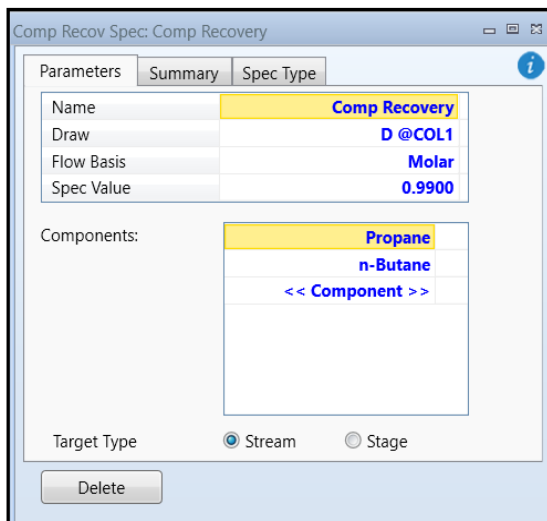 Comp Recov Spec: Comp Recovery
Parameters Summary Spec Type i
Name Comp Recovery
Draw D @COL1
Flow Basis Molar
Spec Value 0.9900
Components: Propane
n-Butane
<< Component >>
Target Type Stream Stage
Delete